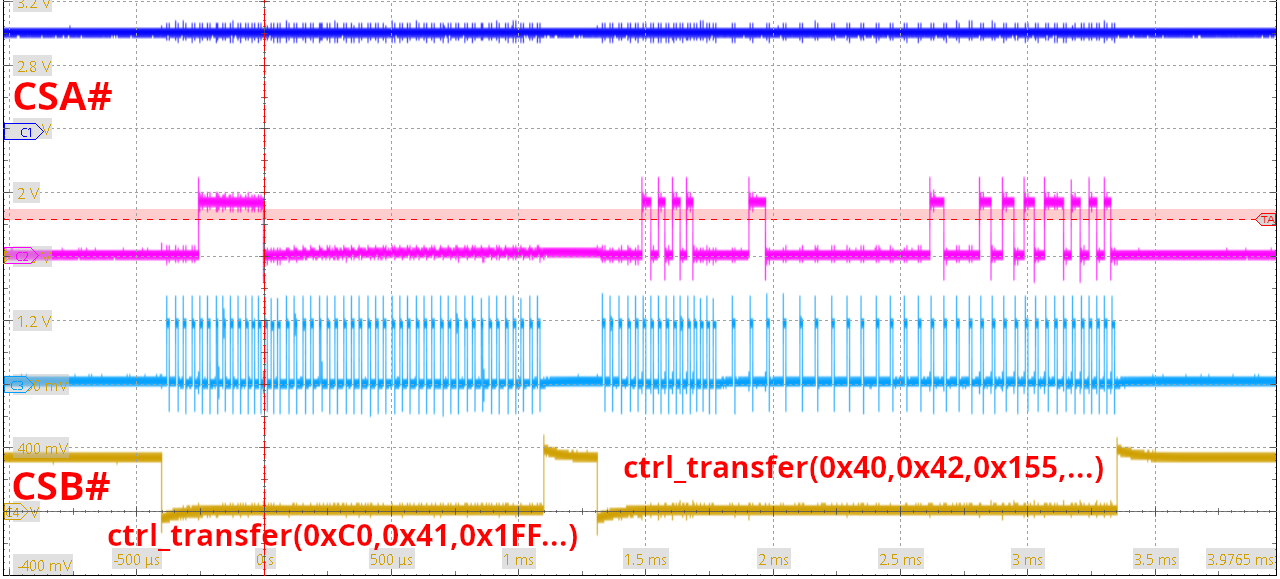 3.2 V
2.8 V
CSA#
C1
V
2 V
TA
C2
V
1.2 V
C3
0 mV
400 mV
ctrl_transfer(0x40,0x42,0x155,...)
CSB#
V
ctrl_transfer(0xC0,0x41,0x1FF...)
-400 mV
-500 µs
0 s
500 µs
1 ms
1.5 ms
2 ms
2.5 ms
3 ms
3.5 ms
3.9765 ms